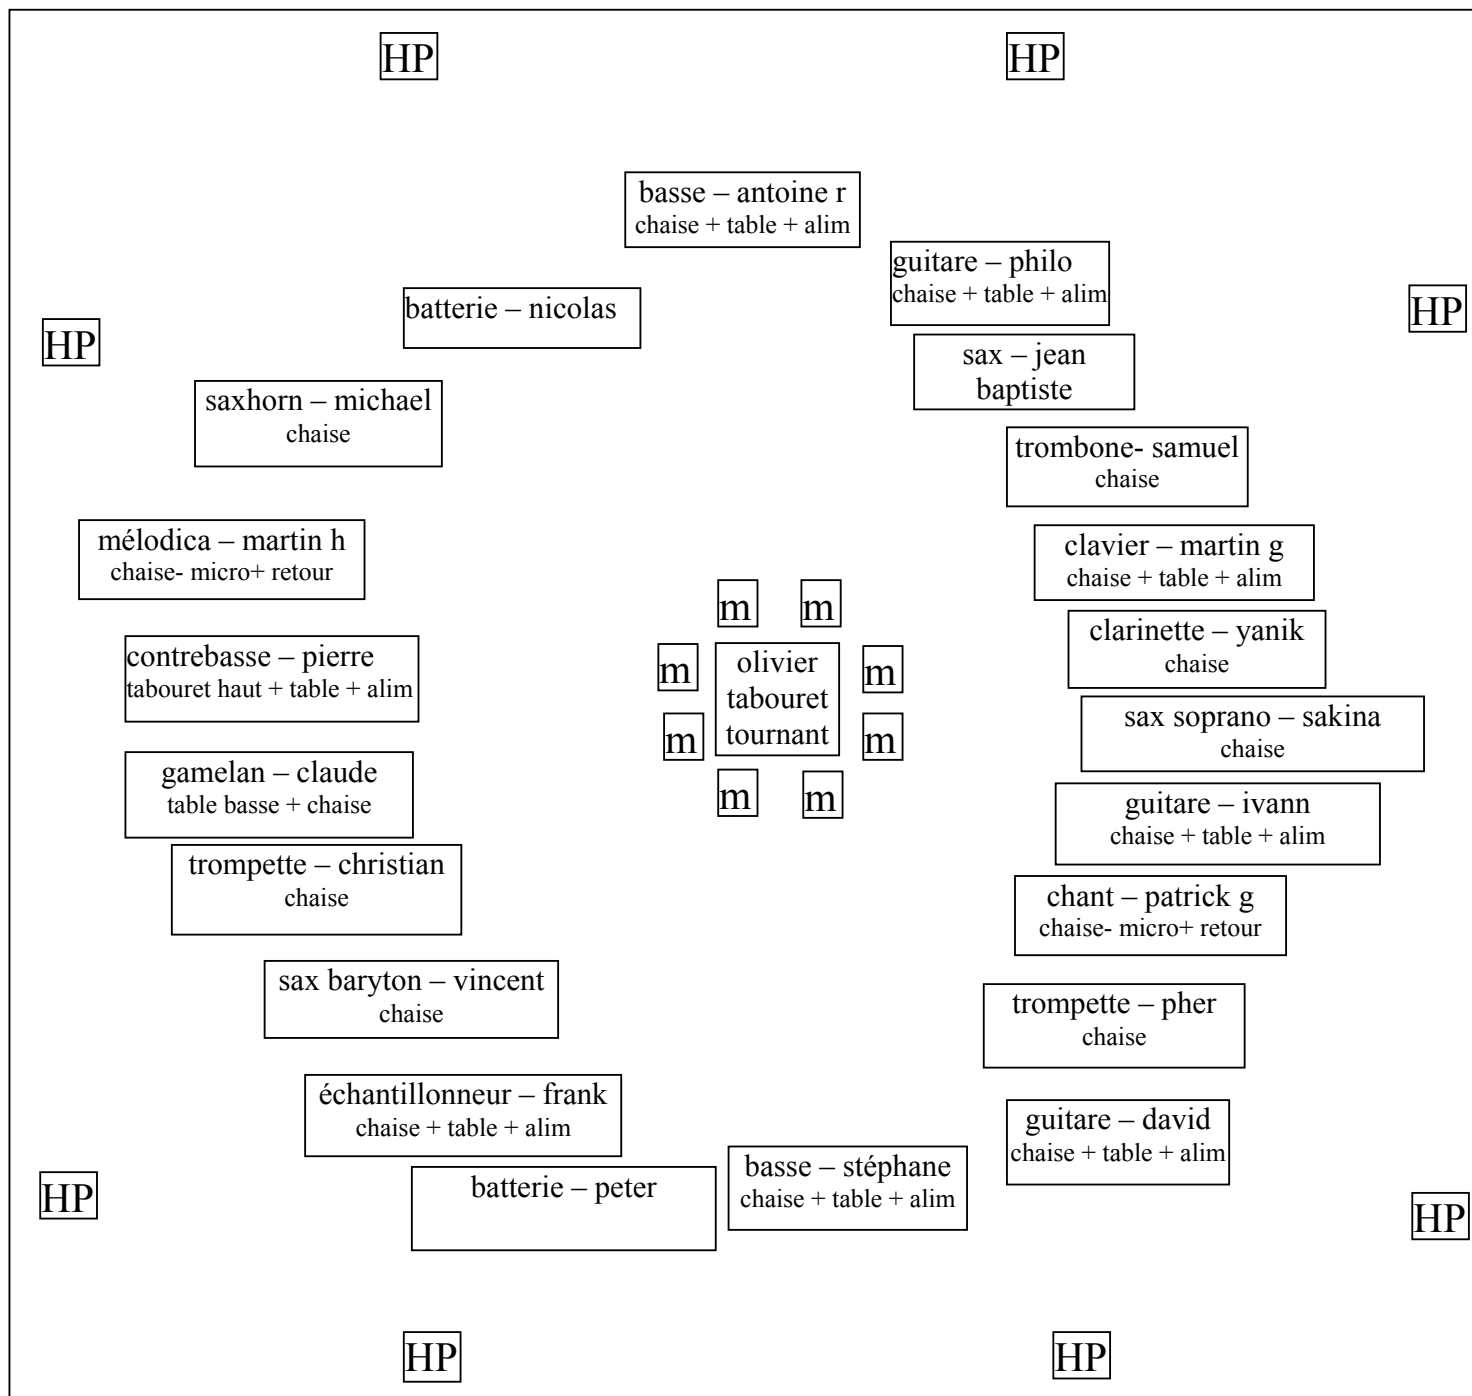 HP
HP
basse – antoine r
chaise + table + alim
guitare – philo
chaise + table + alim
batterie – nicolas
HP
HP
sax – jean
baptiste
saxhorn – michael
chaise
trombone- samuel
chaise
mélodica – martin h
chaise- micro+ retour
clavier – martin g
chaise + table + alim
m
m
contrebasse – pierre
tabouret haut + table + alim
m
olivier
tabouret
tournant
m
clarinette – yanik
chaise
m
m
sax soprano – sakina
chaise
gamelan – claude
table basse + chaise
m
m
guitare – ivann
chaise + table + alim
trompette – christian
chaise
chant – patrick g
chaise- micro+ retour
sax baryton – vincent
chaise
trompette – pher
chaise
échantillonneur – frank
chaise + table + alim
guitare – david
chaise + table + alim
batterie – peter
basse – stéphane
chaise + table + alim
HP
HP
HP
HP